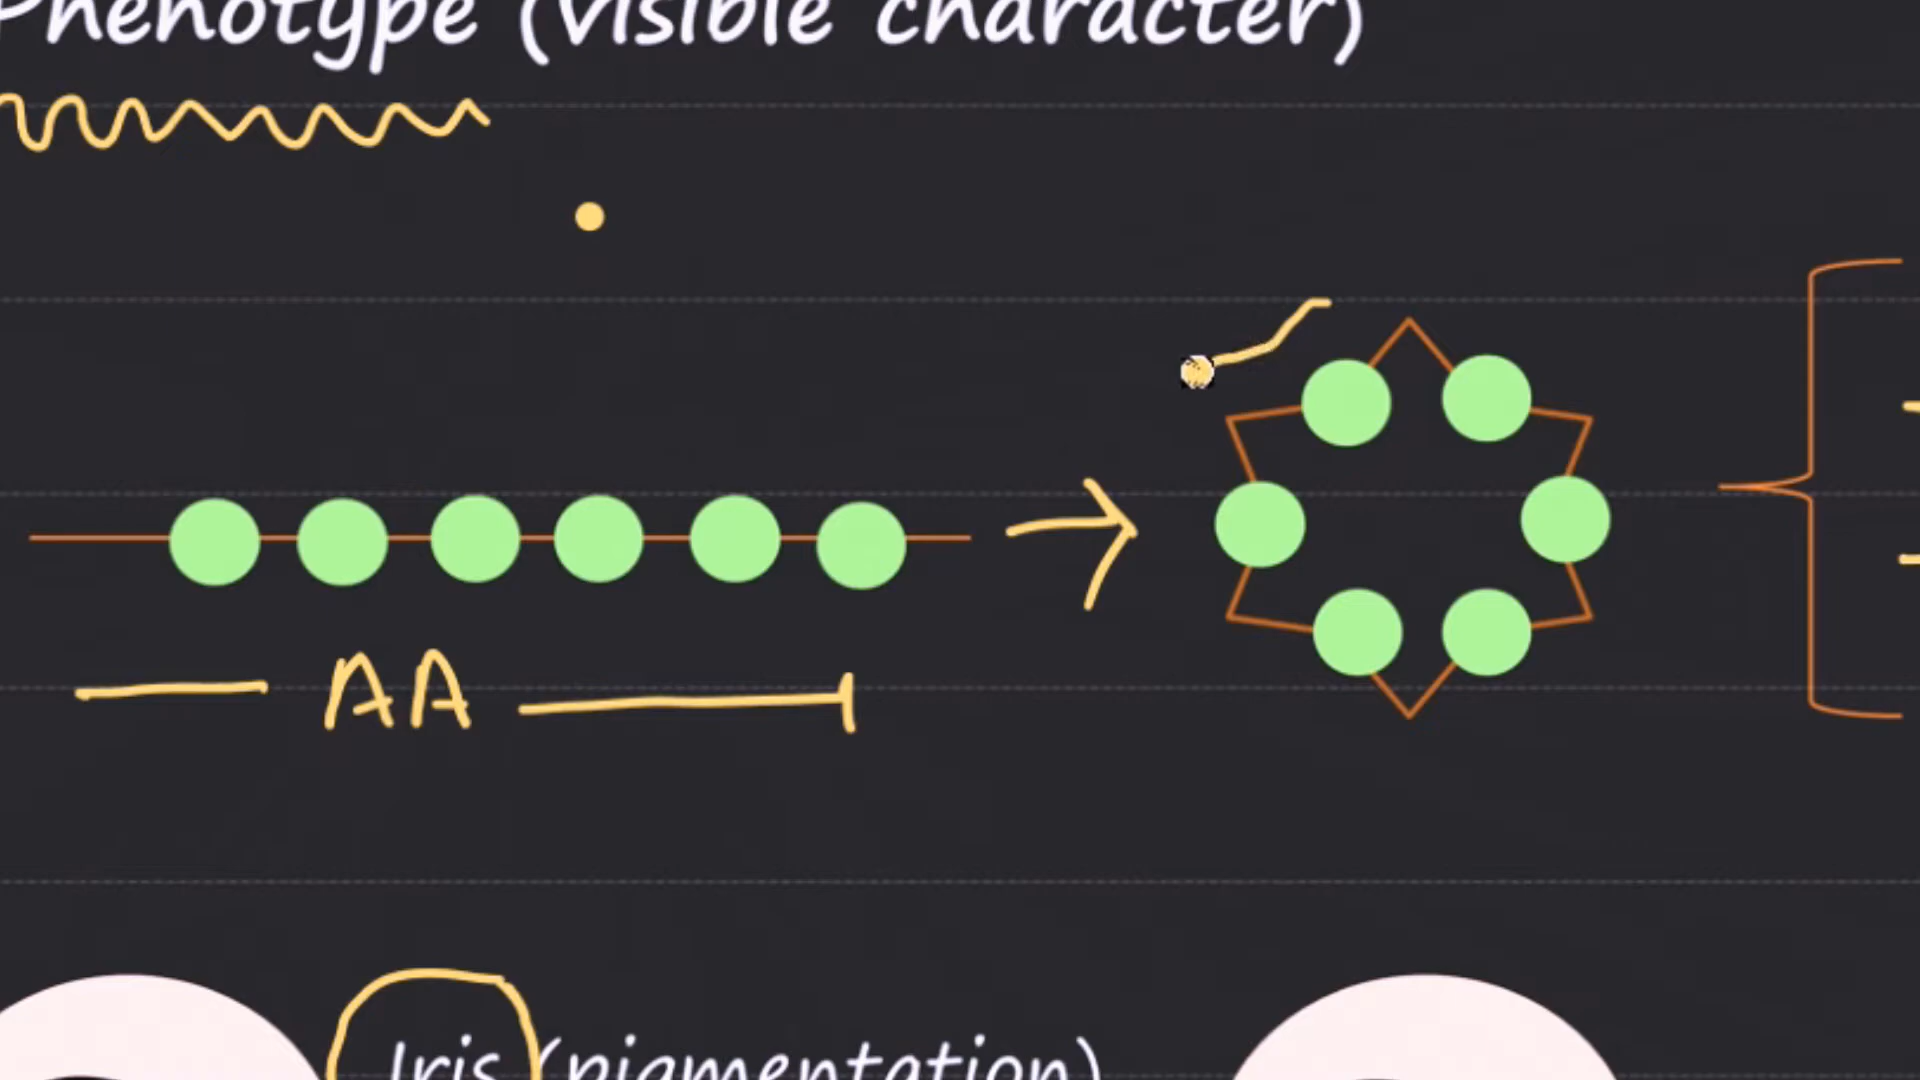 Phenotype (visible character)
AA
Iris (pigmentation)